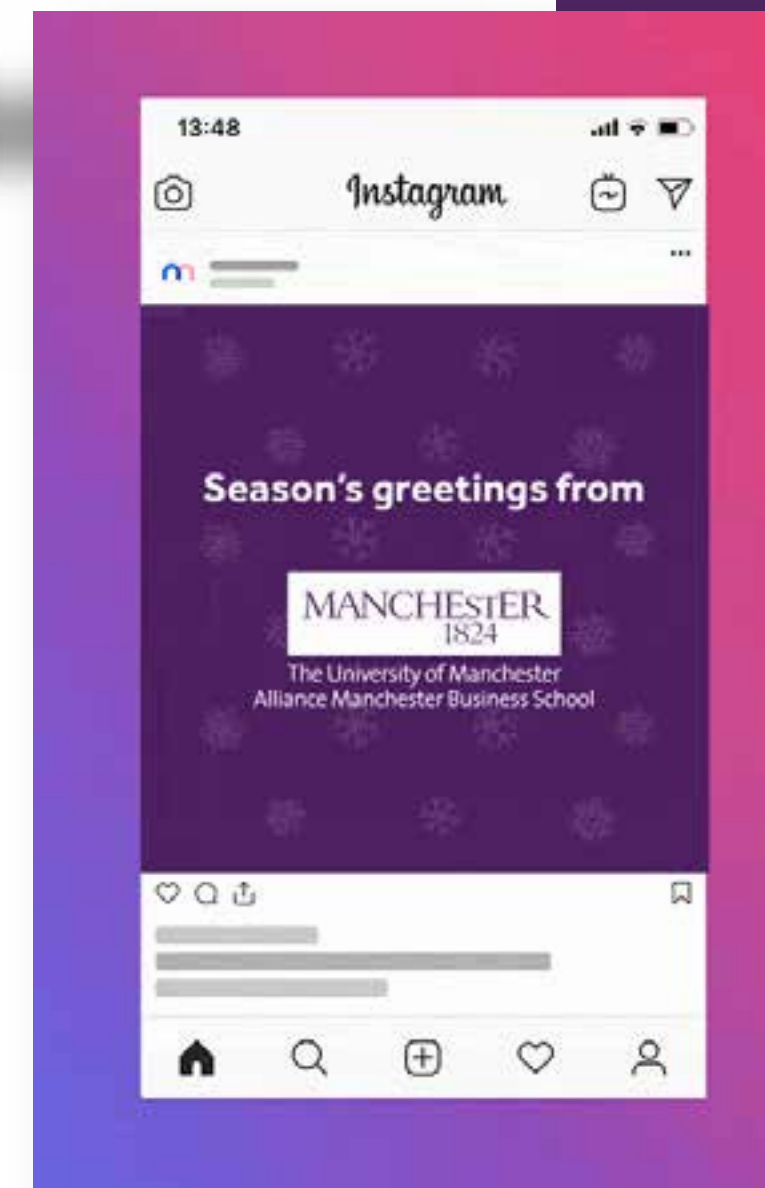 13:48
Instagram
Season's greetings from
MANCHESTER
1824
The University of Manchester
Alliance Manchester Business School